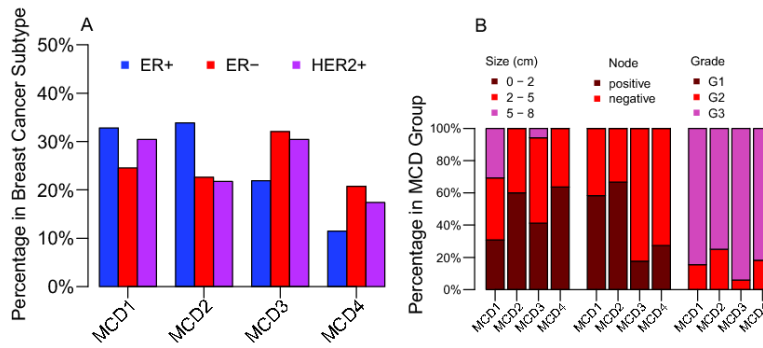 A
Percentage in Breast Cancer Subtype
50%
40%
30%
20%
10%
0%
ER+ ER− HER2+
MCD1 MCD2 MCD3 MCD4
B
Percentage in MCD Group
Size (cm)
0 − 2
2 − 5
5 − 8
Node
positive
negative
Grade
G1
G2
G3
100%
80%
60%
40%
20%
0%
MCD1 MCD2 MCD3 MCD4
MCD1 MCD2 MCD3 MCD4
MCD1 MCD2 MCD3 MCD